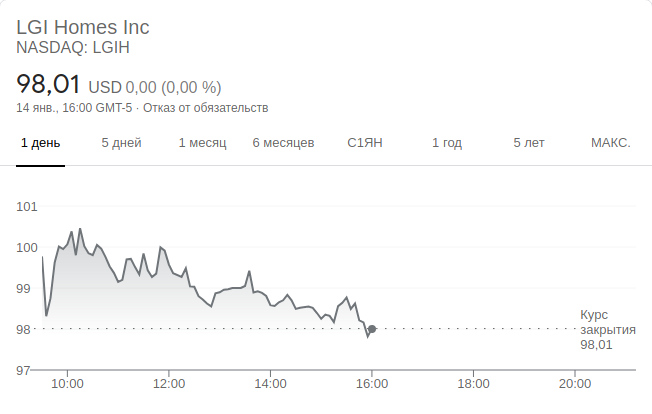 LGI Homes Inc
NASDAQ: LGIH
98,01 USD 0,00 (0,00 %)
14 янв., 16:00 GMT-5 · Отказ от обязательств
1 день 5 дней 1 месяц 6 месяцев С1ЯН 1 год 5 лет МАКС.
101
100
99
98
Курс
закрытия
98,01
97
10:00 12:00 14:00 16:00 18:00 20:00